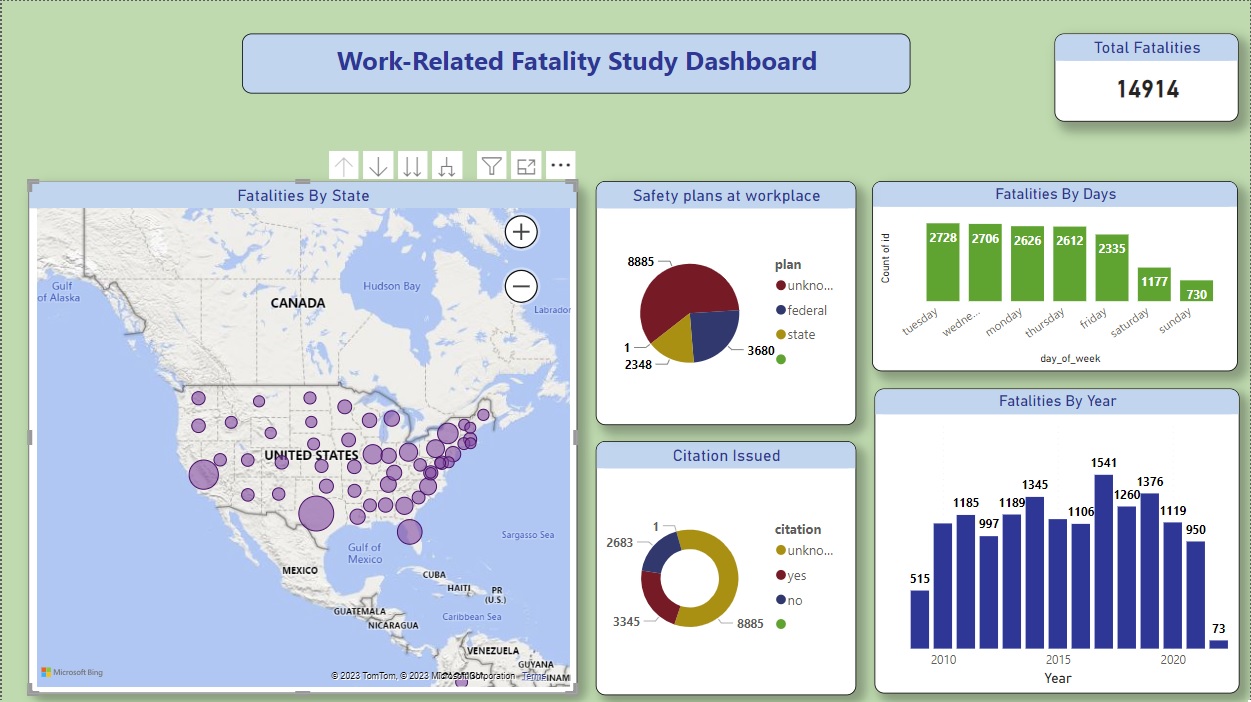 Work-Related Fatality Study Dashboard
Total Fatalities
14914
Fatalities By State
Gulf
of Alaska
CANADA
Hudson Bay
Labrador
UNITED STATES
Gulf of
Mexico
MEXICO
Sargasso Sea
CUBA
HAITI
PR
(U.S.)
GUATEMALA
NICARAGUA
Caribbean Sea
VENEZUELA
GUYANA
INAM
Microsoft Bing
© 2023 TomTom, © 2023 Microsoft Corporation Terms
Safety plans at workplace
8885
1
2348
3680
plan
unkno...
federal
state
Citation Issued
1
2683
3345
8885
citation
unkno...
yes
no
Fatalities By Days
Count of id
2728
2706
2626
2612
2335
1177
730
tuesday
wedne...
monday
thursday
friday
saturday
sunday
day_of_week
Fatalities By Year
515
1185
997
1189
1345
1106
1541
1260
1376
1119
950
73
2010
2015
2020
Year